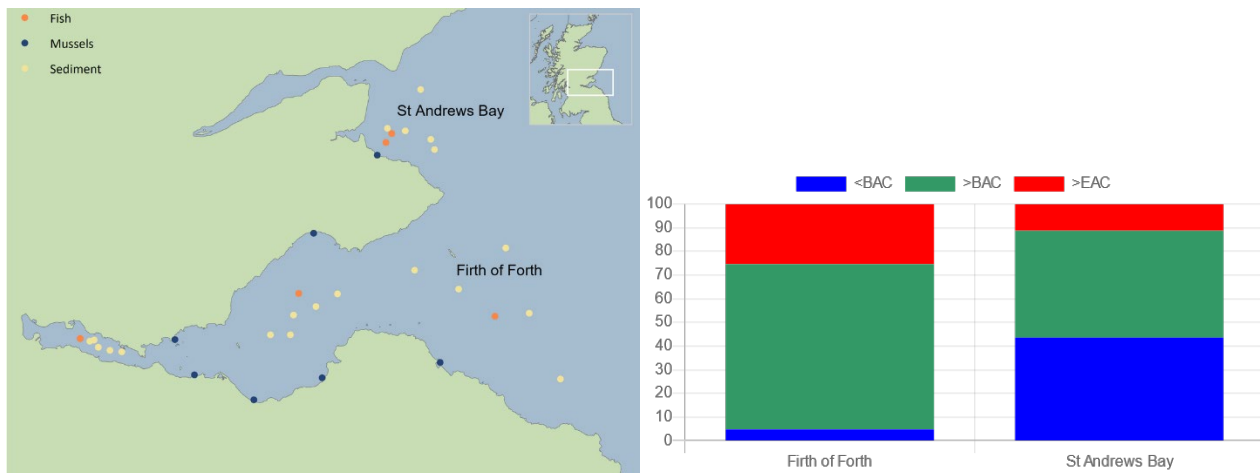 Fish
Mussels
Sediment
St Andrews Bay
Firth of Forth
<BAC >BAC >EAC
100
90
80
70
60
50
40
30
20
10
0
Firth of Forth St Andrews Bay